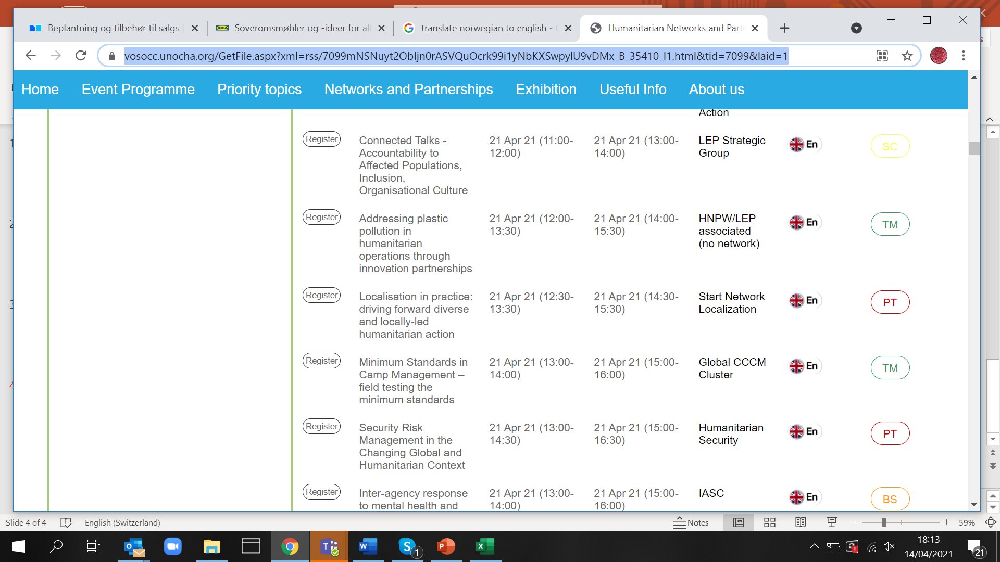 Beplantning og tilbehør til salgs |
IKEA
Soveromsmøbler og -ideer for all
translate norwegian to english -
Humanitarian Networks and Part
vosocc.unocha.org/GetFile.aspx?xml=rss/7099mNSNuyt2ObIjn0rASVQuOcrk99i1yNbKXSwpylU9vDMx_B_35410_l1.html&tid=7099&laid=1
Home
Event Programme
Priority topics
Networks and Partnerships
Exhibition
Useful Info
About us
Action
Register
Connected Talks -
Accountability to
Affected Populations,
Inclusion,
Organisational Culture
21 Apr 21 (11:00-
12:00)
21 Apr 21 (13:00-
14:00)
LEP Strategic
Group
En
SC
Register
Addressing plastic
pollution in
humanitarian
operations through
innovation partnerships
21 Apr 21 (12:00-
13:30)
21 Apr 21 (14:00-
15:30)
HNPW/LEP
associated
(no network)
En
TM
Register
Localisation in practice:
driving forward diverse
and locally-led
humanitarian action
21 Apr 21 (12:30-
13:30)
21 Apr 21 (14:30-
15:30)
Start Network
Localization
En
PT
Register
Minimum Standards in
Camp Management –
field testing the
minimum standards
21 Apr 21 (13:00-
14:00)
21 Apr 21 (15:00-
16:00)
Global CCCM
Cluster
En
TM
Register
Security Risk
Management in the
Changing Global and
Humanitarian Context
21 Apr 21 (13:00-
14:30)
21 Apr 21 (15:00-
16:30)
Humanitarian
Security
En
PT
Register
Inter-agency response
to mental health and
21 Apr 21 (13:00-
14:00)
21 Apr 21 (15:00-
16:00)
IASC
En
BS
Slide 4 of 4
English (Switzerland)
Notes
59%
18:13
14/04/2021
21
1